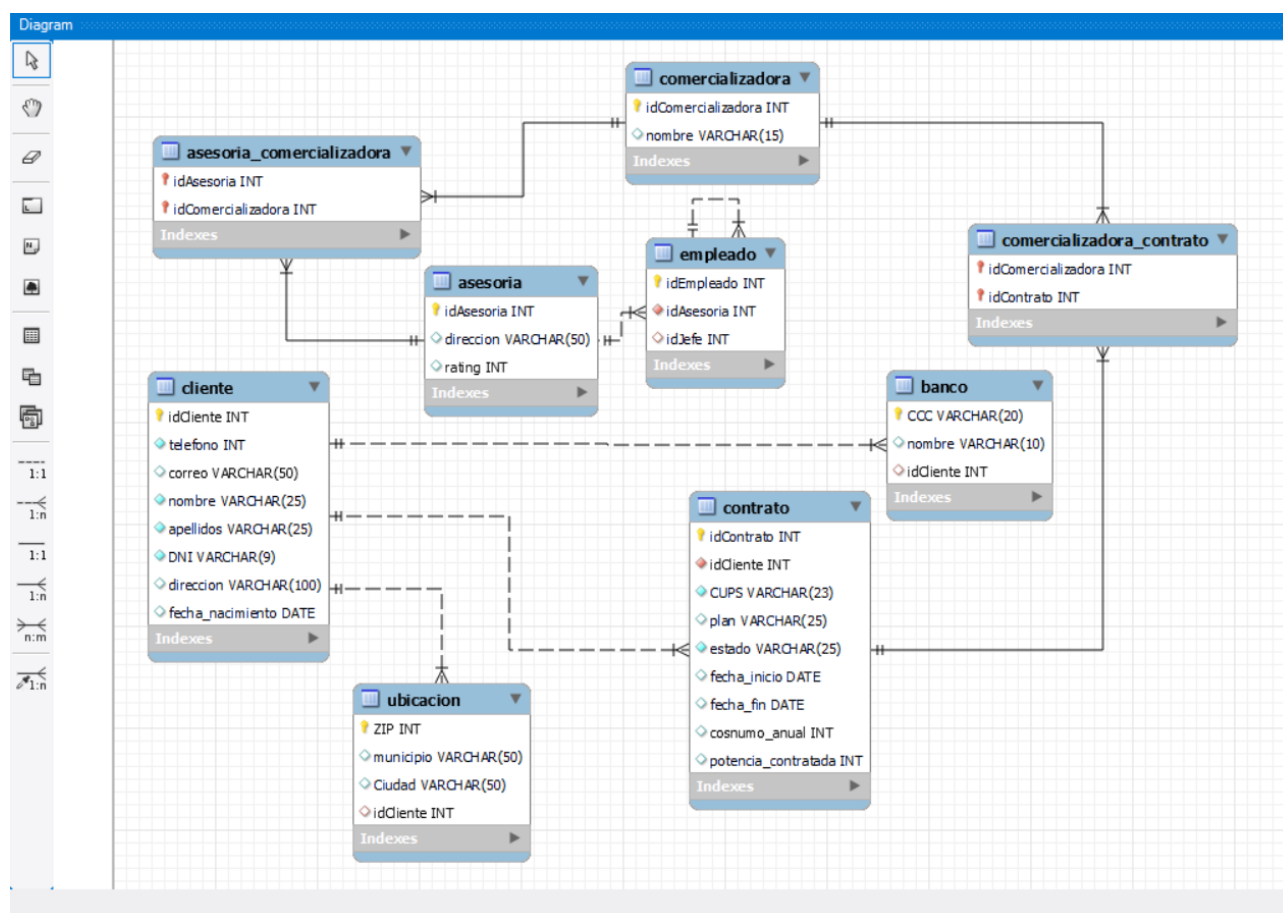 Diagram
1:1
1:n
1:1
1:n
n:m
1:n
comercializadora
idComercializadora INT
nombre VARCHAR(15)
Indexes
asesoria_comercializadora
idAsesoria INT
idComercializadora INT
Indexes
comercializadora_contrato
idComercializadora INT
idContrato INT
Indexes
empleado
idEmpleado INT
idAsesoria INT
idJefe INT
Indexes
asesoria
idAsesoria INT
direccion VARCHAR(50)
rating INT
Indexes
cliente
idCliente INT
telefono INT
correo VARCHAR(50)
nombre VARCHAR(25)
apellidos VARCHAR(25)
DNI VARCHAR(9)
direccion VARCHAR(100)
fecha_nacimiento DATE
Indexes
banco
CCC VARCHAR(20)
nombre VARCHAR(10)
idCliente INT
Indexes
contrato
idContrato INT
idCliente INT
CUPS VARCHAR(23)
plan VARCHAR(25)
estado VARCHAR(25)
fecha_inicio DATE
fecha_fin DATE
cosnumo_anual INT
potencia_contratada INT
Indexes
ubicacion
ZIP INT
municipio VARCHAR(50)
Ciudad VARCHAR(50)
idCliente INT
Indexes